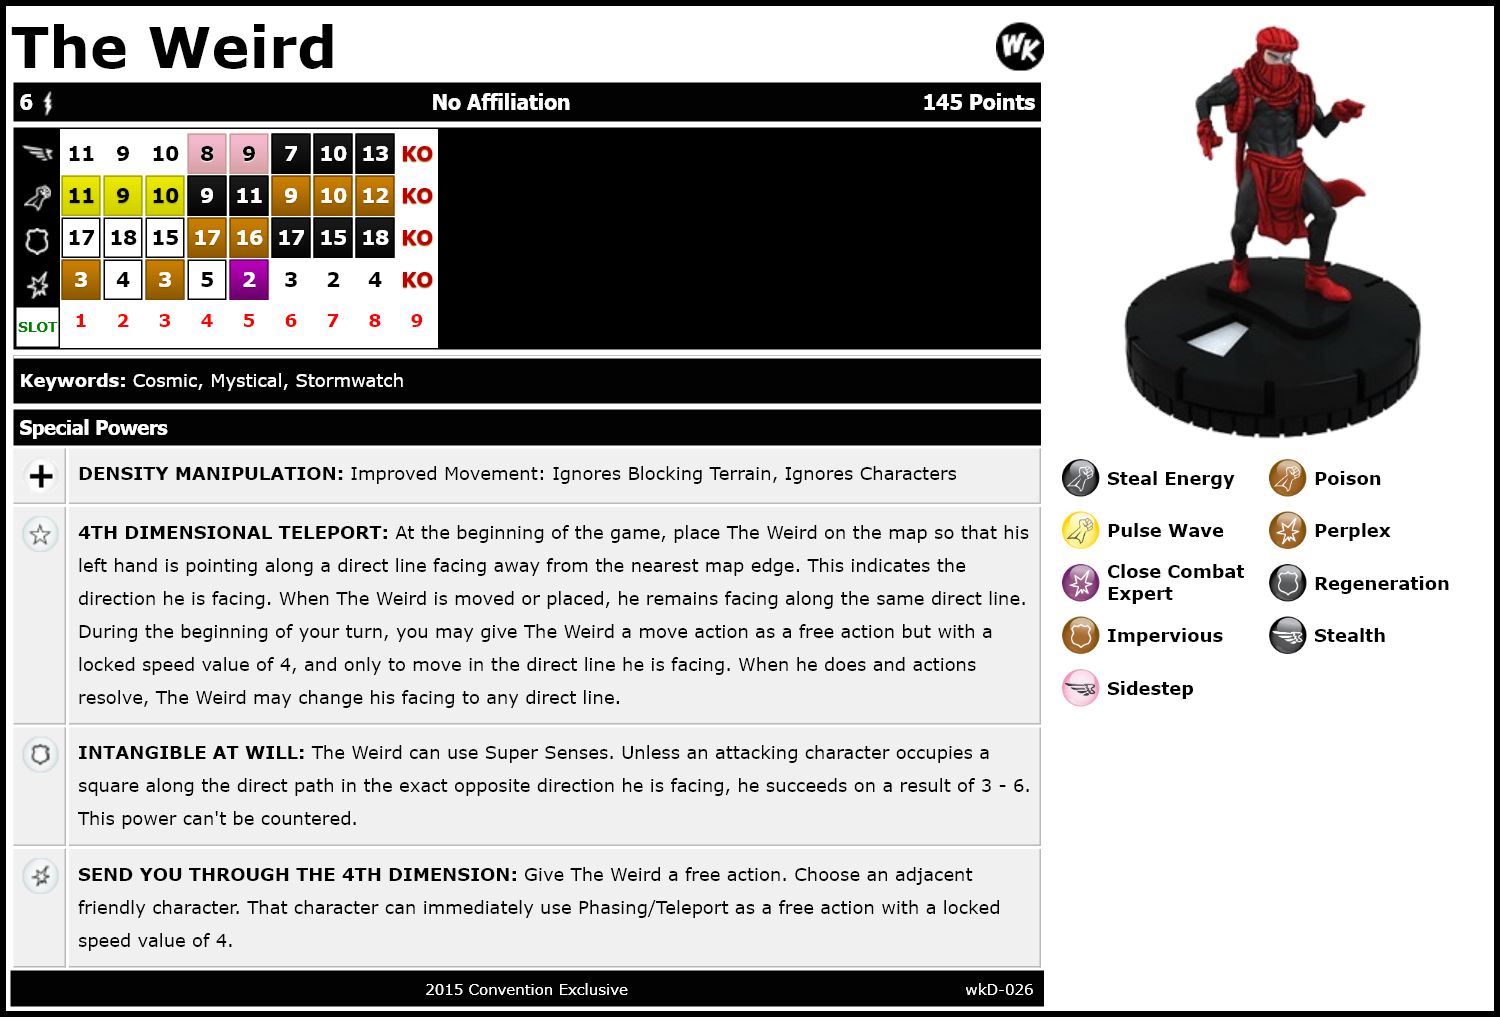 The Weird
WK
6 No Affiliation 145 Points
11 9 10 8 9 7 10 13 KO
11 9 10 9 11 9 10 12 KO
17 18 15 17 16 17 15 18 KO
3 4 3 5 2 3 2 4 KO
SLOT 1 2 3 4 5 6 7 8 9
Keywords: Cosmic, Mystical, Stormwatch
Special Powers
DENSITY MANIPULATION: Improved Movement: Ignores Blocking Terrain, Ignores Characters
4TH DIMENSIONAL TELEPORT: At the beginning of the game, place The Weird on the map so that his
left hand is pointing along a direct line facing away from the nearest map edge. This indicates the
direction he is facing. When The Weird is moved or placed, he remains facing along the same direct line.
During the beginning of your turn, you may give The Weird a move action as a free action but with a
locked speed value of 4, and only to move in the direct line he is facing. When he does and actions
resolve, The Weird may change his facing to any direct line.
INTANGIBLE AT WILL: The Weird can use Super Senses. Unless an attacking character occupies a
square along the direct path in the exact opposite direction he is facing, he succeeds on a result of 3 - 6.
This power can't be countered.
SEND YOU THROUGH THE 4TH DIMENSION: Give The Weird a free action. Choose an adjacent
friendly character. That character can immediately use Phasing/Teleport as a free action with a locked
speed value of 4.
2015 Convention Exclusive wkD-026
Steal Energy Poison
Pulse Wave Perplex
Close Combat
Expert Regeneration
Impervious Stealth
Sidestep